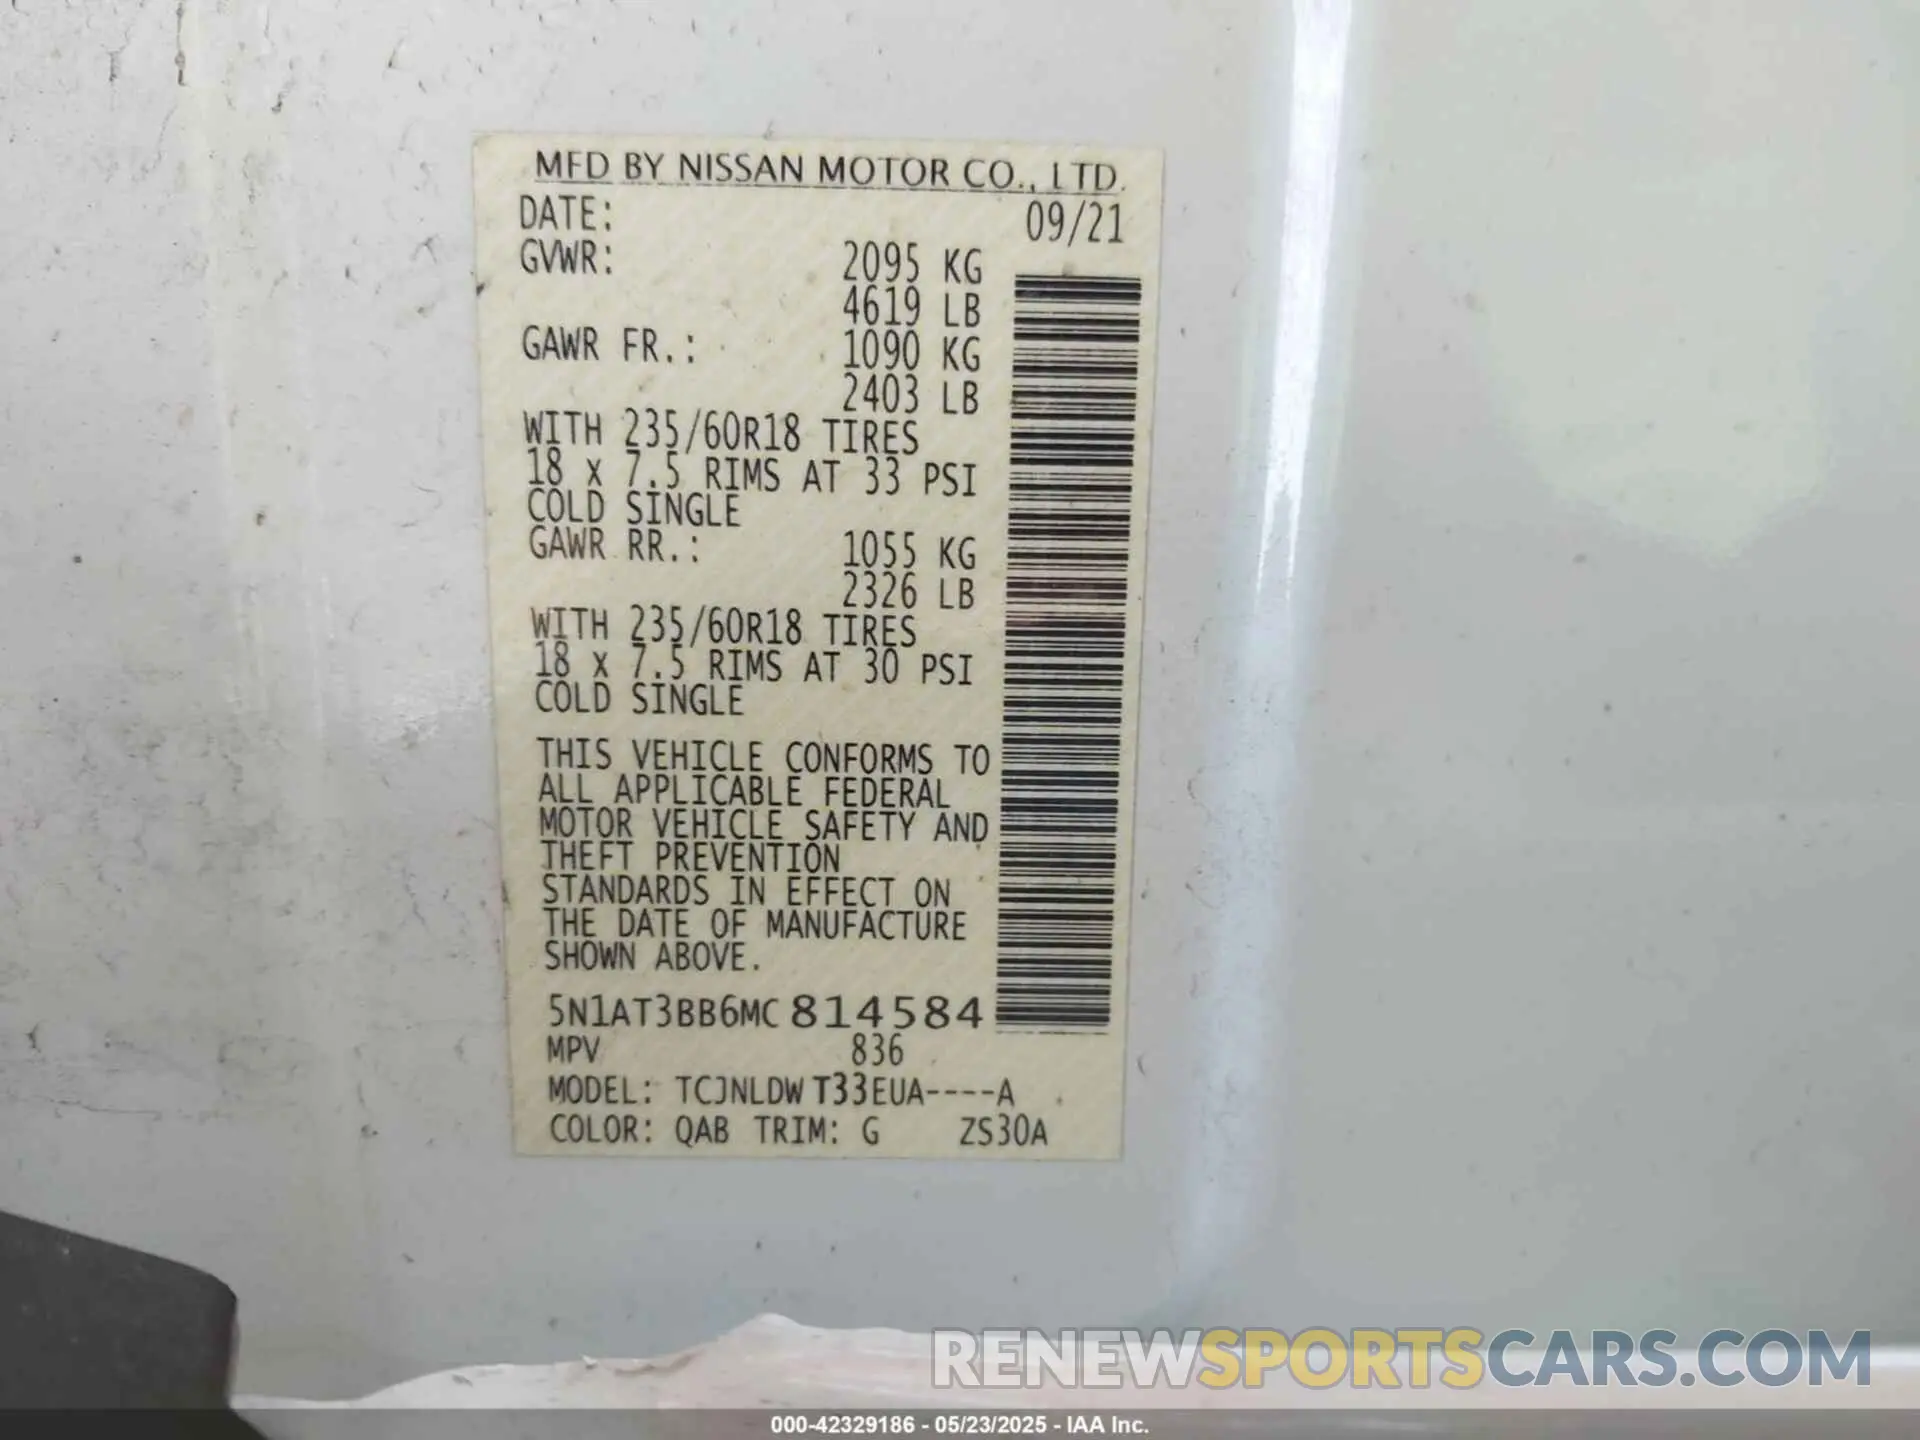 MFD BY NISSAN MOTOR CO., LTD.
DATE: 09/21
GVWR: 2095 KG
4619 LB
GAWR FR.: 1090 KG
2403 LB
WITH 235/60R18 TIRES
18 x 7.5 RIMS AT 33 PSI
COLD SINGLE
GAWR RR.: 1055 KG
2326 LB
WITH 235/60R18 TIRES
18 x 7.5 RIMS AT 30 PSI
COLD SINGLE
THIS VEHICLE CONFORMS TO
ALL APPLICABLE FEDERAL
MOTOR VEHICLE SAFETY AND
THEFT PREVENTION
STANDARDS IN EFFECT ON
THE DATE OF MANUFACTURE
SHOWN ABOVE.
5N1AT3BB6MC814584
MPV 836
MODEL: TCJNLDW T33EUA----A
COLOR: QAB TRIM: G ZS30A
RENEWSPORTSCARS.COM
000-42329186 - 05/23/2025 - IAA Inc.